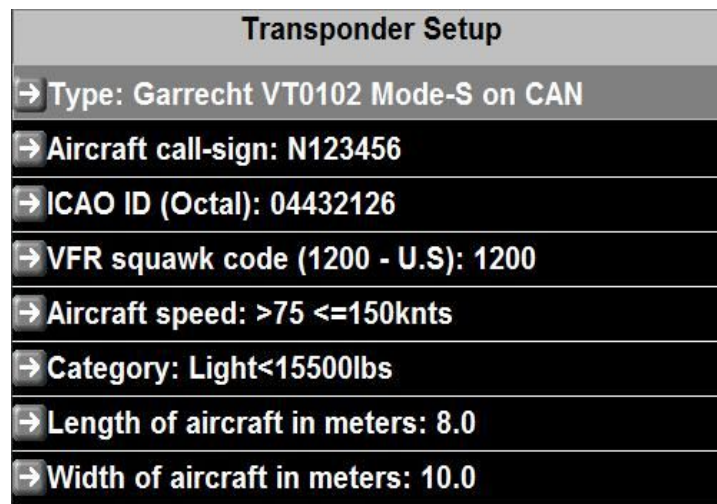 Transponder Setup
Type: Garrecht VT0102 Mode-S on CAN
Aircraft call-sign: N123456
ICAO ID (Octal): 04432126
VFR squawk code (1200 - U.S): 1200
Aircraft speed: >75 <=150knts
Category: Light<15500lbs
Length of aircraft in meters: 8.0
Width of aircraft in meters: 10.0